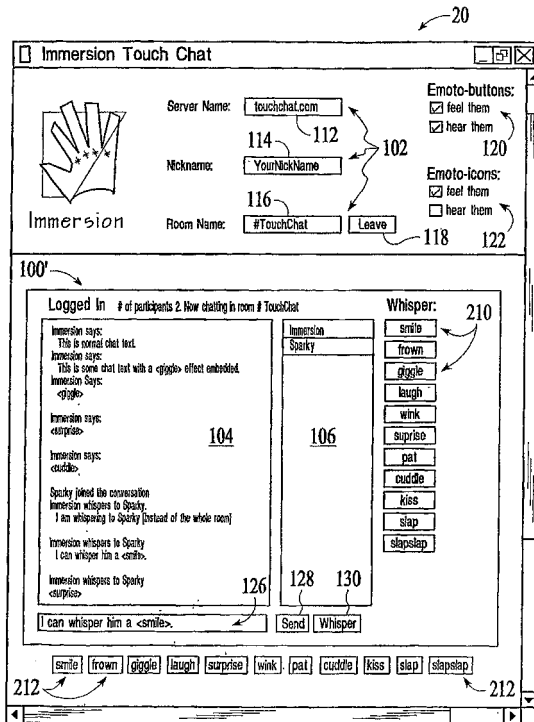 20
Immersion Touch Chat
Server Name: touchchat.com
112
114
Nickname: YourNickName
102
116
Room Name: #TouchChat Leave
118
Immersion
Emoto-buttons:
feel them
hear them
120
Emoto-icons:
feel them
hear them
122
100'
Logged In # of participants 2. Now chatting in room # TouchChat
Immersion says:
This is normal chat text.
Immersion says:
This is some chat text with a <giggle> effect embedded.
Immersion Says:
<giggle>
Immersion says:
<surprise>
Immersion says:
<cuddle>
Sparky joined the conversation
Immersion whispers to Sparky.
I am whispering to Sparky [instead of the whole room]
Immersion whispers to Sparky
I can whisper him a <smile>.
Immersion whispers to Sparky
<surprise>
104
126
Immersion
Sparky
106
128
130
Whisper:
210
smile
frown
giggle
laugh
wink
suprise
pat
cuddle
kiss
slap
slapslap
I can whisper him a <smile>. Send Whisper
smile frown giggle laugh surprise wink pat cuddle kiss slap slapslap
212 212